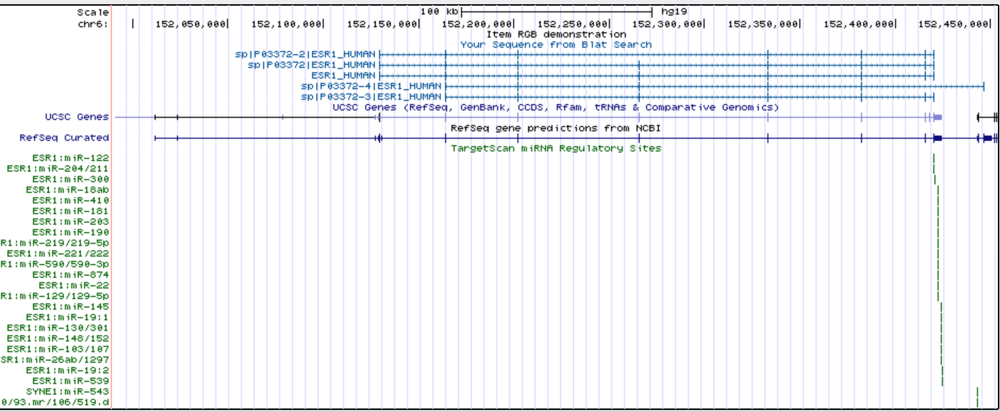 Scale 100 kb hg19
chr6: 152,050,000 152,100,000 152,150,000 152,200,000 152,250,000 152,300,000 152,350,000 152,400,000 152,450,000
Item RGB demonstration
Your Sequence from Blat Search
sp|P03372-2|ESR1_HUMAN
sp|P03372|ESR1_HUMAN
ESR1_HUMAN
sp|P03372-4|ESR1_HUMAN
sp|P03372-3|ESR1_HUMAN
UCSC Genes (RefSeq, GenBank, CCDS, Rfam, tRNAs & Comparative Genomics)
UCSC Genes
RefSeq gene predictions from NCBI
RefSeq Curated
TargetScan miRNA Regulatory Sites
ESR1:miR-122
ESR1:miR-204/211
ESR1:miR-300
ESR1:miR-18ab
ESR1:miR-410
ESR1:miR-181
ESR1:miR-203
ESR1:miR-190
R1:miR-219/219-5p
ESR1:miR-221/222
R1:miR-590/590-3p
ESR1:miR-874
ESR1:miR-22
R1:miR-129/129-5p
ESR1:miR-145
ESR1:miR-19:1
ESR1:miR-130/301
ESR1:miR-148/152
ESR1:miR-103/107
SR1:miR-26ab/1297
ESR1:miR-19:2
ESR1:miR-539
SYNE1:miR-543
0/93.mr/106/519.d